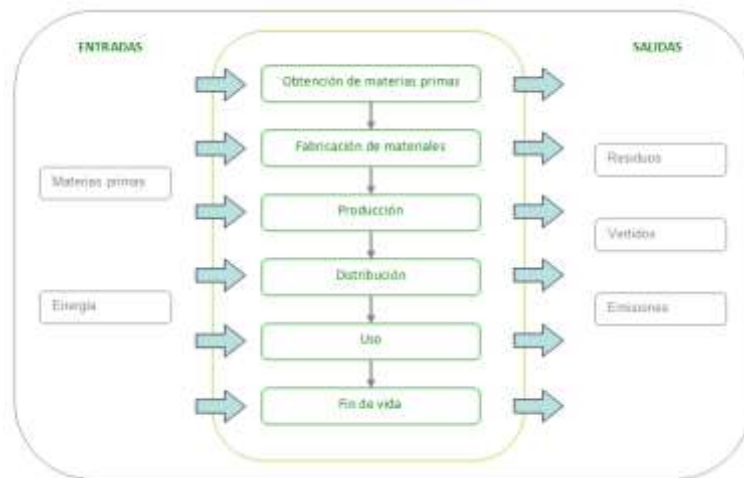 ENTRADAS
SALIDAS
Obtención de materias primas
Fabricación de materiales
Residuos
Materias primas
Producción
Vertidos
Distribución
Energía
Emisiones
Uso
Fin de vida